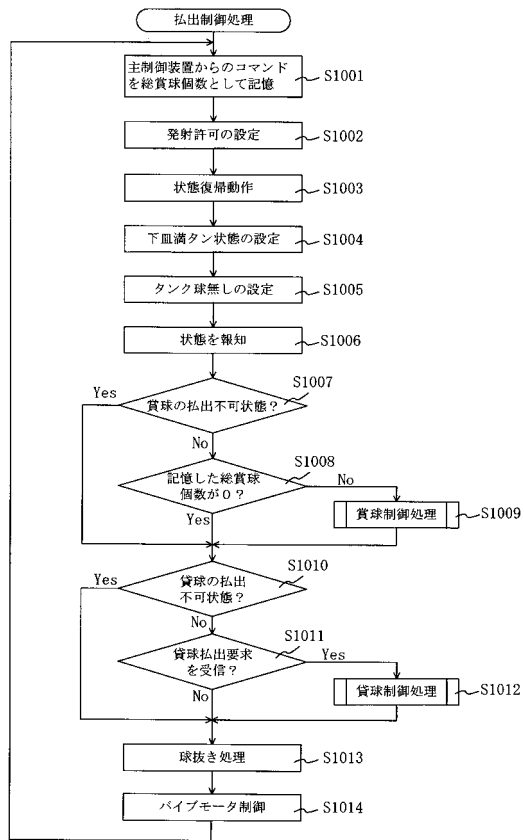 払出制御処理
主制御装置からのコマンド
を総賞球個数として記憶
S1001
発射許可の設定
S1002
状態復帰動作
S1003
下皿満タン状態の設定
S1004
タンク球無しの設定
S1005
状態を報知
S1006
S1007
Yes
賞球の払出不可状態?
No
S1008
記憶した総賞球
個数が0?
No
Yes
賞球制御処理
S1009
S1010
Yes
貸球の払出
不可状態?
No
S1011
貸球払出要求
を受信?
Yes
No
貸球制御処理
S1012
球抜き処理
S1013
バイブモータ制御
S1014